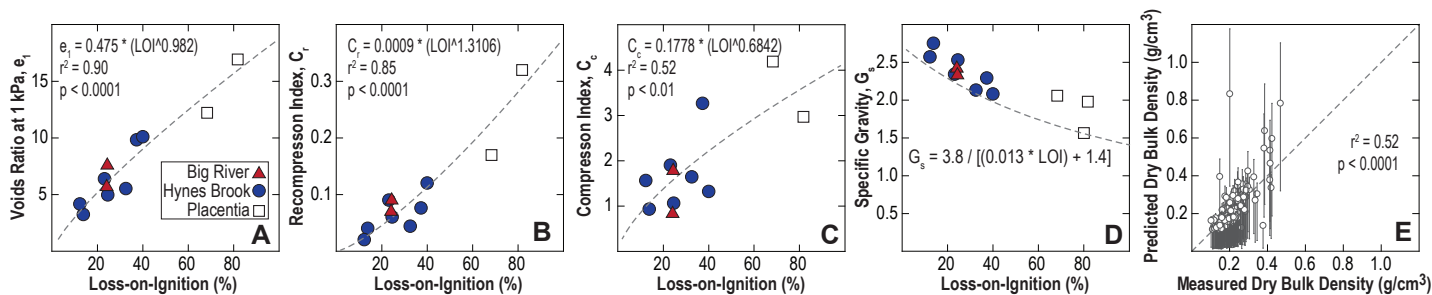 Voids Ratio at 1 kPa, e₁
15
10
5
e₁ = 0.475 * (LOI^0.982)
r² = 0.90
p < 0.0001
Big River
Hynes Brook
Placentia
A
20 40 60 80
Loss-on-Ignition (%)
Recompresson Index, Cᵣ
0.3
0.2
0.1
Cᵣ = 0.0009 * (LOI^1.3106)
r² = 0.85
p < 0.0001
B
20 40 60 80
Loss-on-Ignition (%)
Compresson Index, C꜀
4
3
2
1
C꜀ = 0.1778 * (LOI^0.6842)
r² = 0.52
p < 0.01
C
20 40 60 80
Loss-on-Ignition (%)
Specific Gravity, Gₛ
2.5
2.0
1.5
1.0
0.5
Gₛ = 3.8 / [(0.013 * LOI) + 1.4]
D
20 40 60 80
Loss-on-Ignition (%)
Predicted Dry Bulk Density (g/cm³)
1.0
0.8
0.6
0.4
0.2
r² = 0.52
p < 0.0001
E
0.2 0.4 0.6 0.8 1.0
Measured Dry Bulk Density (g/cm³)